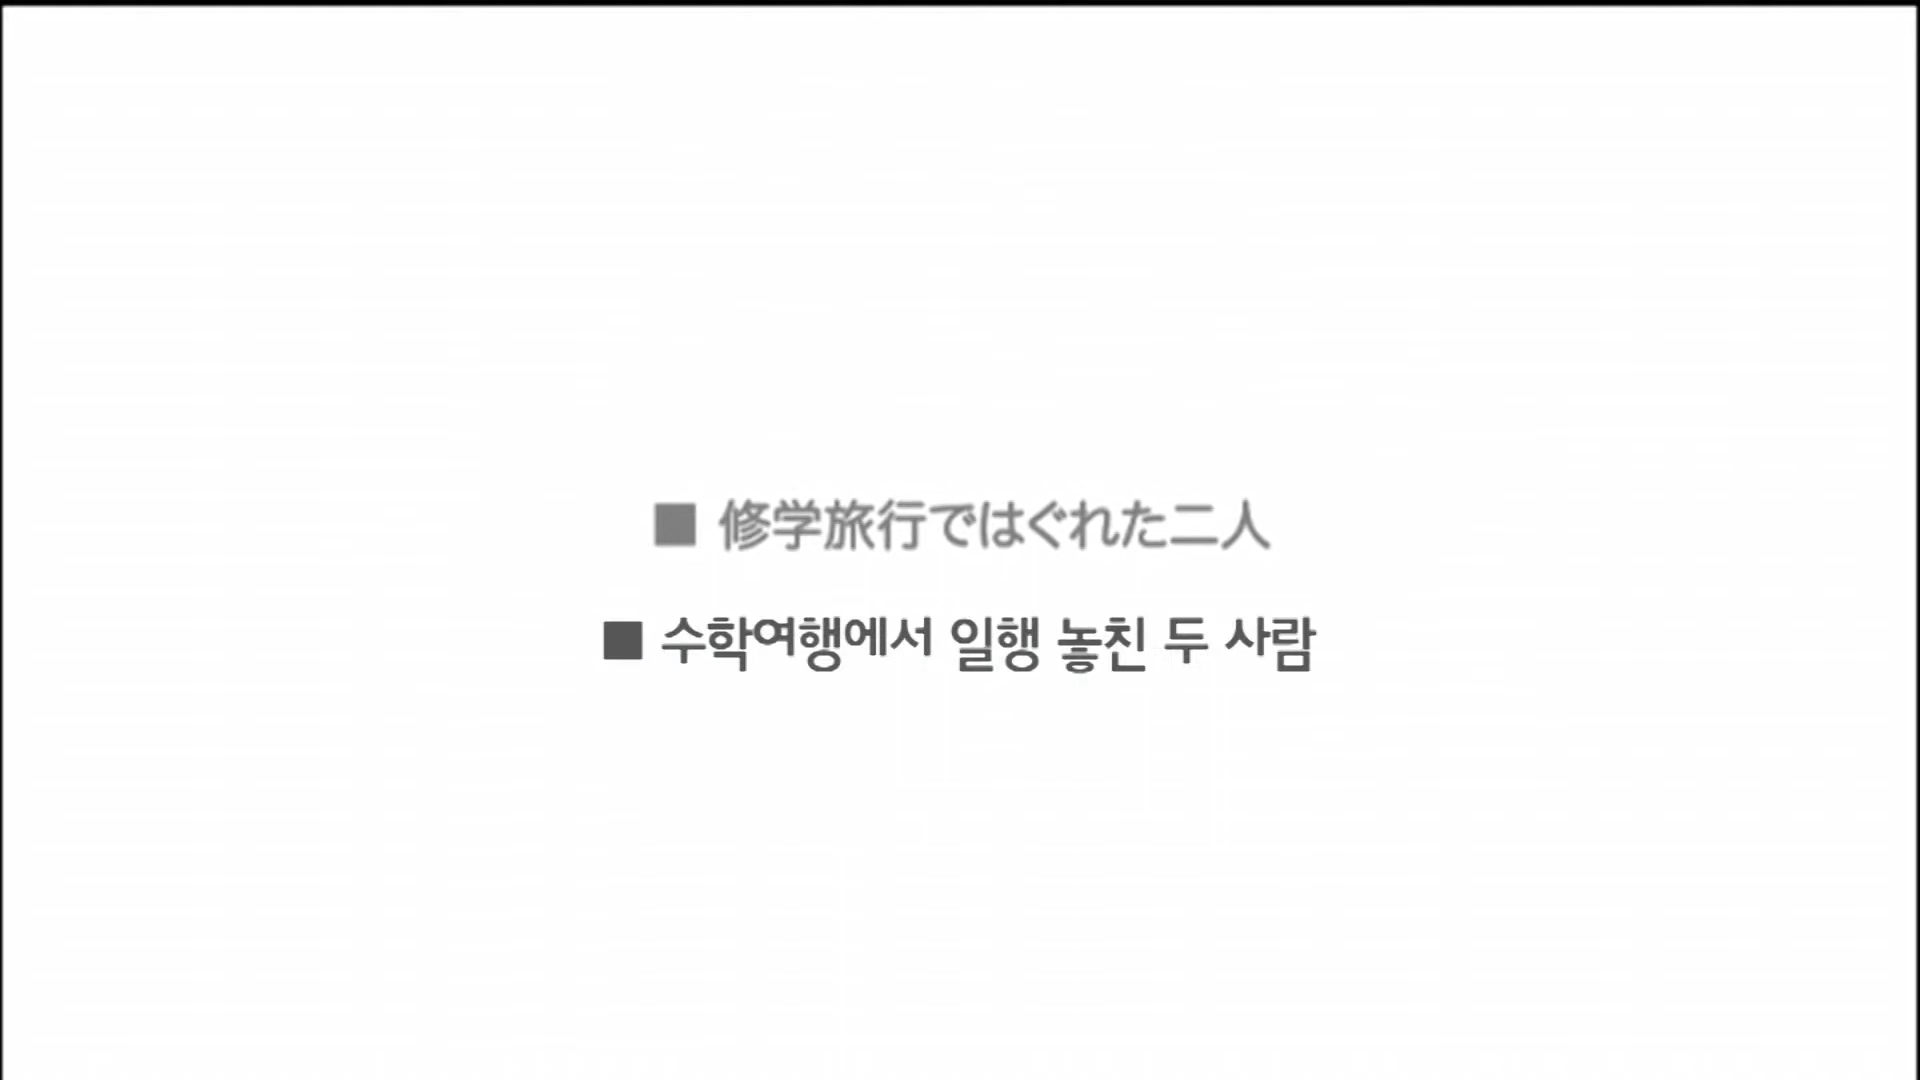 ■ 修学旅行ではぐれた二人
■ 수학여행에서 일행 놓친 두 사람